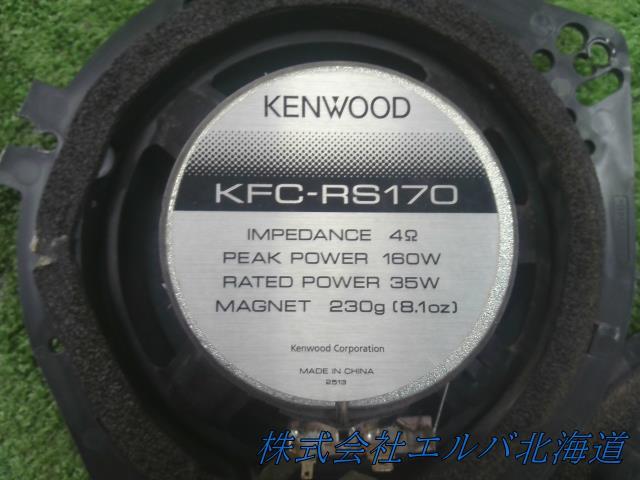 KENWOOD
KFC-RS170
IMPEDANCE 4Ω
PEAK POWER 160W
RATED POWER 35W
MAGNET 230g (8.1oz)
Kenwood Corporation
MADE IN CHINA
2513
株式会社エルバ北海道